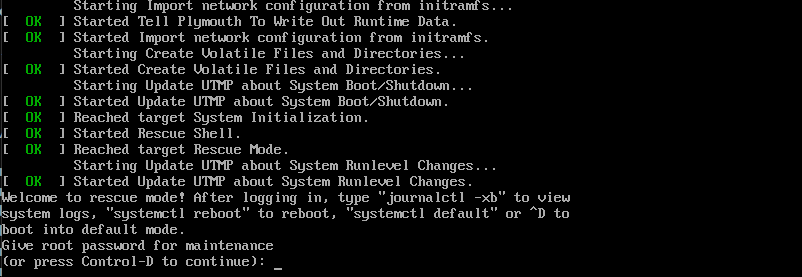 Starting Import network configuration from initramfs...
[  OK  ] Started Tell Plymouth To Write Out Runtime Data.
[  OK  ] Started Import network configuration from initramfs.
Starting Create Volatile Files and Directories...
[  OK  ] Started Create Volatile Files and Directories.
Starting Update UTMP about System Boot/Shutdown...
[  OK  ] Started Update UTMP about System Boot/Shutdown.
[  OK  ] Reached target System Initialization.
[  OK  ] Started Rescue Shell.
[  OK  ] Reached target Rescue Mode.
Starting Update UTMP about System Runlevel Changes...
[  OK  ] Started Update UTMP about System Runlevel Changes.
Welcome to rescue mode! After logging in, type "journalctl -xb" to view
system logs, "systemctl reboot" to reboot, "systemctl default" or ^D to
boot into default mode.
Give root password for maintenance
(or press Control-D to continue): _